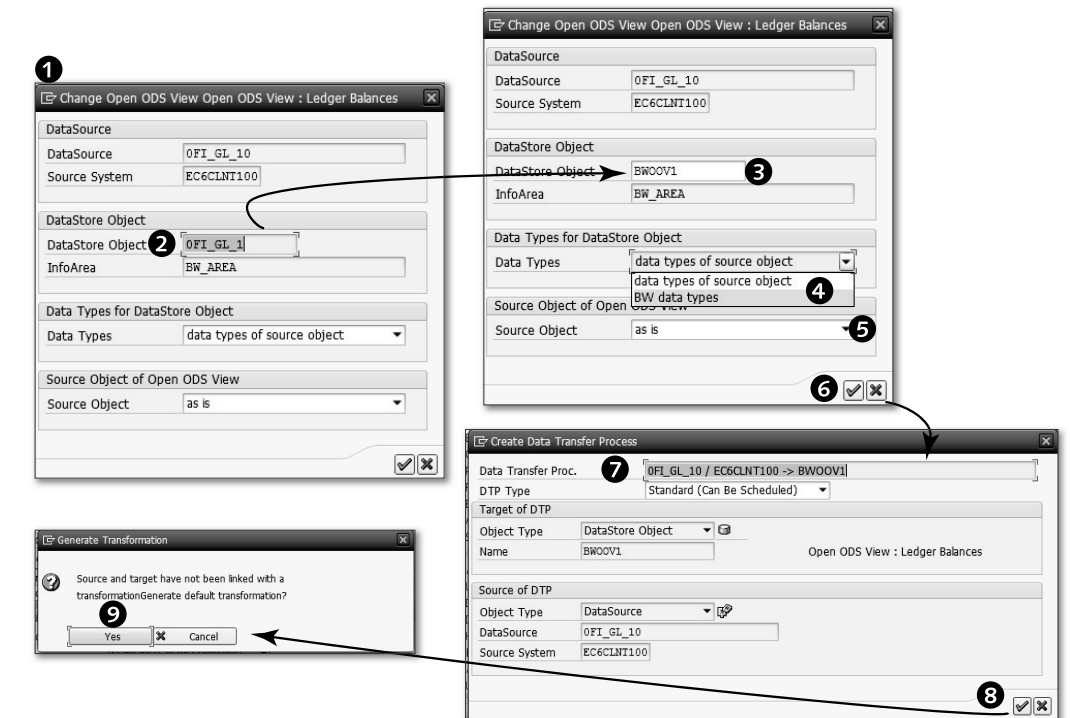 1
Change Open ODS View Open ODS View : Ledger Balances
DataSource
DataSource 0FI_GL_10
Source System EC6CLNT100
DataStore Object
DataStore Object 2 0FI_GL_1
InfoArea BW_AREA
Data Types for DataStore Object
Data Types data types of source object
Source Object of Open ODS View
Source Object as is
Change Open ODS View Open ODS View : Ledger Balances
DataSource
DataSource 0FI_GL_10
Source System EC6CLNT100
DataStore Object
DataStore Object BWOOV1 3
InfoArea BW_AREA
Data Types for DataStore Object
Data Types data types of source object
data types of source object
BW data types 4
Source Object of Open ODS View
Source Object as is 5
6
Create Data Transfer Process
Data Transfer Proc. 7 0FI_GL_10 / EC6CLNT100 -> BWOOV1
DTP Type Standard (Can Be Scheduled)
Target of DTP
Object Type DataStore Object
Name BWOOV1 Open ODS View : Ledger Balances
Source of DTP
Object Type DataSource
DataSource 0FI_GL_10
Source System EC6CLNT100
8
Generate Transformation
Source and target have not been linked with a
transformationGenerate default transformation?
9
Yes Cancel